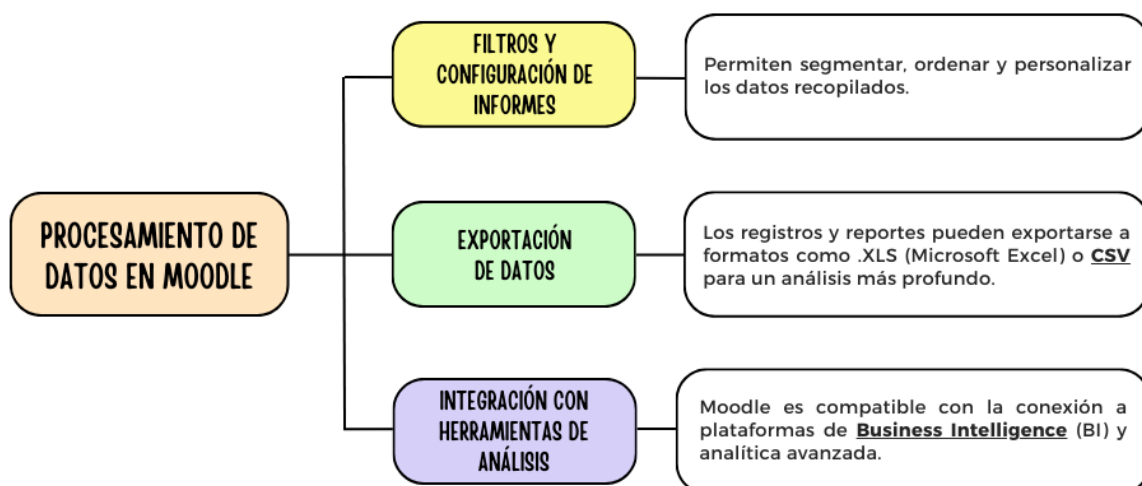 FILTROS Y
CONFIGURACIÓN DE
INFORMES
Permiten segmentar, ordenar y personalizar
los datos recopilados.
PROCESAMIENTO DE
DATOS EN MOODLE
EXPORTACIÓN
DE DATOS
Los registros y reportes pueden exportarse a
formatos como .XLS (Microsoft Excel) o CSV
para un análisis más profundo.
INTEGRACIÓN CON
HERRAMIENTAS DE
ANÁLISIS
Moodle es compatible con la conexión a
plataformas de Business Intelligence (BI) y
analítica avanzada.